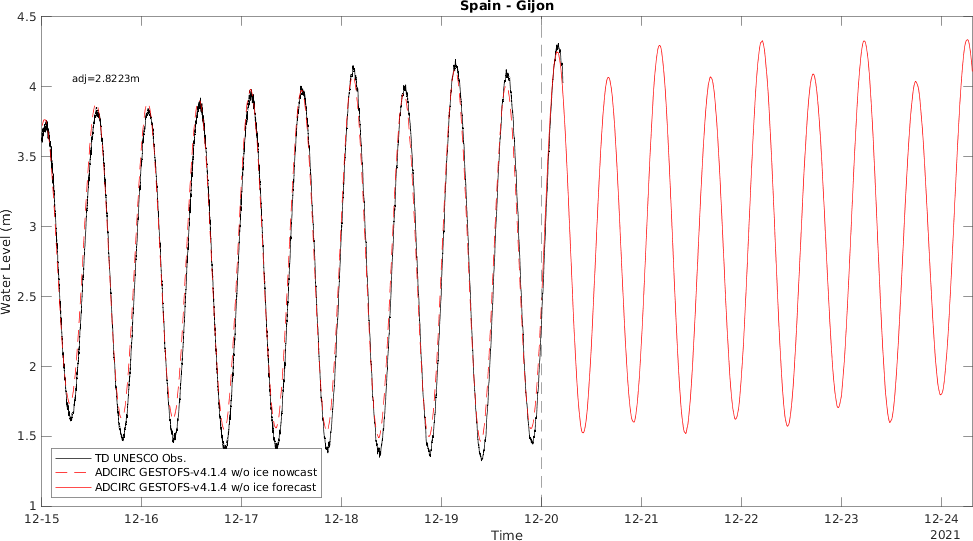 Spain - Gijon
4.5
adj=2.8223m
4
3.5
3
Water Level (m)
2.5
2
1.5
1
TD UNESCO Obs.
ADCIRC GESTOFS-v4.1.4 w/o ice nowcast
ADCIRC GESTOFS-v4.1.4 w/o ice forecast
12-15 12-16 12-17 12-18 12-19 12-20 12-21 12-22 12-23 12-24
Time
2021